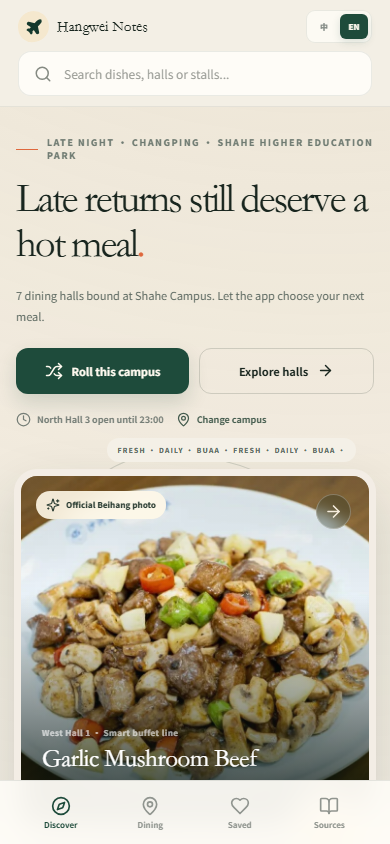 Hangwei Notes
中 EN
Search dishes, halls or stalls...
LATE NIGHT • CHANGPING • SHAHE HIGHER EDUCATION
PARK
Late returns still deserve a
hot meal.
7 dining halls bound at Shahe Campus. Let the app choose your next
meal.
Roll this campus
Explore halls
North Hall 3 open until 23:00
Change campus
FRESH • DAILY • BUAA • FRESH • DAILY • BUAA •
Official Beihang photo
West Hall 1 • Smart buffet line
Garlic Mushroom Beef
Discover
Dining
Saved
Sources